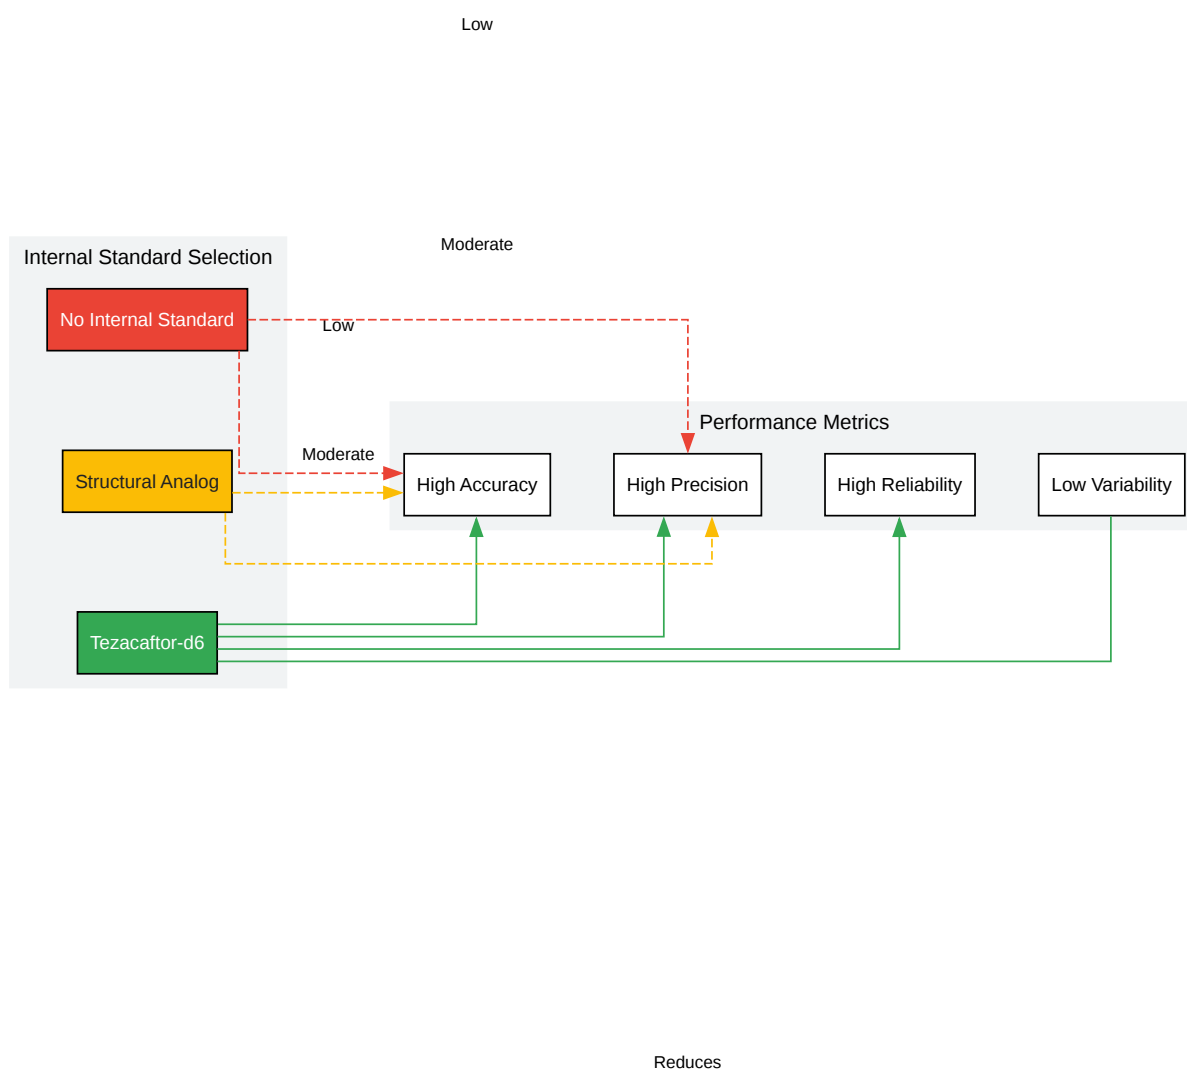 Low
Moderate
Internal Standard Selection
No Internal Standard
Low
Performance Metrics
Moderate
Structural Analog
High Accuracy
High Precision
High Reliability
Low Variability
Tezacaftor-d6
Reduces